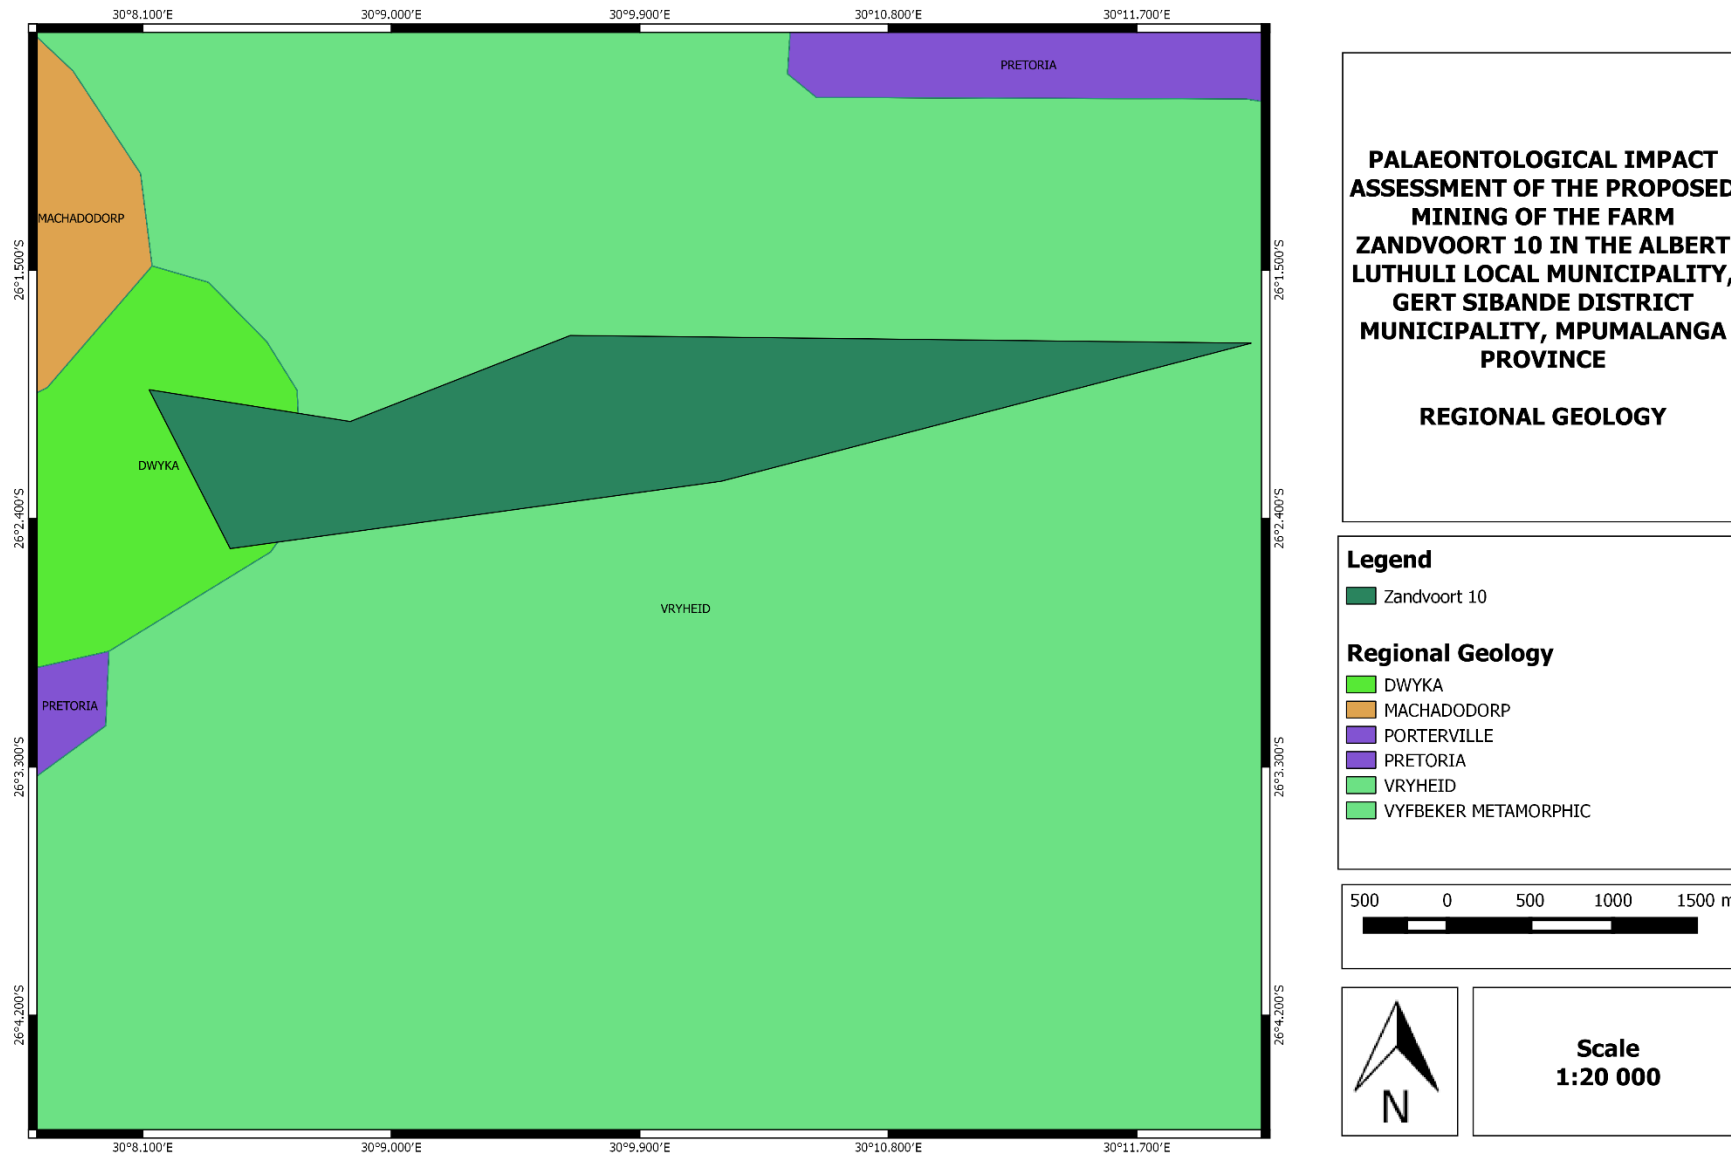 30°8.100'E 30°9.000'E 30°9.900'E 30°10.800'E 30°11.700'E
PRETORIA
MACHADODORP
26°1.500'S 26°1.500'S
DWYKA
26°2.400'S 26°2.400'S
VRYHEID
PRETORIA
26°3.300'S 26°3.300'S
26°4.200'S 26°4.200'S
30°8.100'E 30°9.000'E 30°9.900'E 30°10.800'E 30°11.700'E
PALAEONTOLOGICAL IMPACT
ASSESSMENT OF THE PROPOSED
MINING OF THE FARM
ZANDVOORT 10 IN THE ALBERT
LUTHULI LOCAL MUNICIPALITY,
GERT SIBANDE DISTRICT
MUNICIPALITY, MPUMALANGA
PROVINCE
REGIONAL GEOLOGY
Legend
Zandvoort 10
Regional Geology
DWYKA
MACHADODORP
PORTERVILLE
PRETORIA
VRYHEID
VYFBEKER METAMORPHIC
500 0 500 1000 1500 m
N
Scale
1:20 000